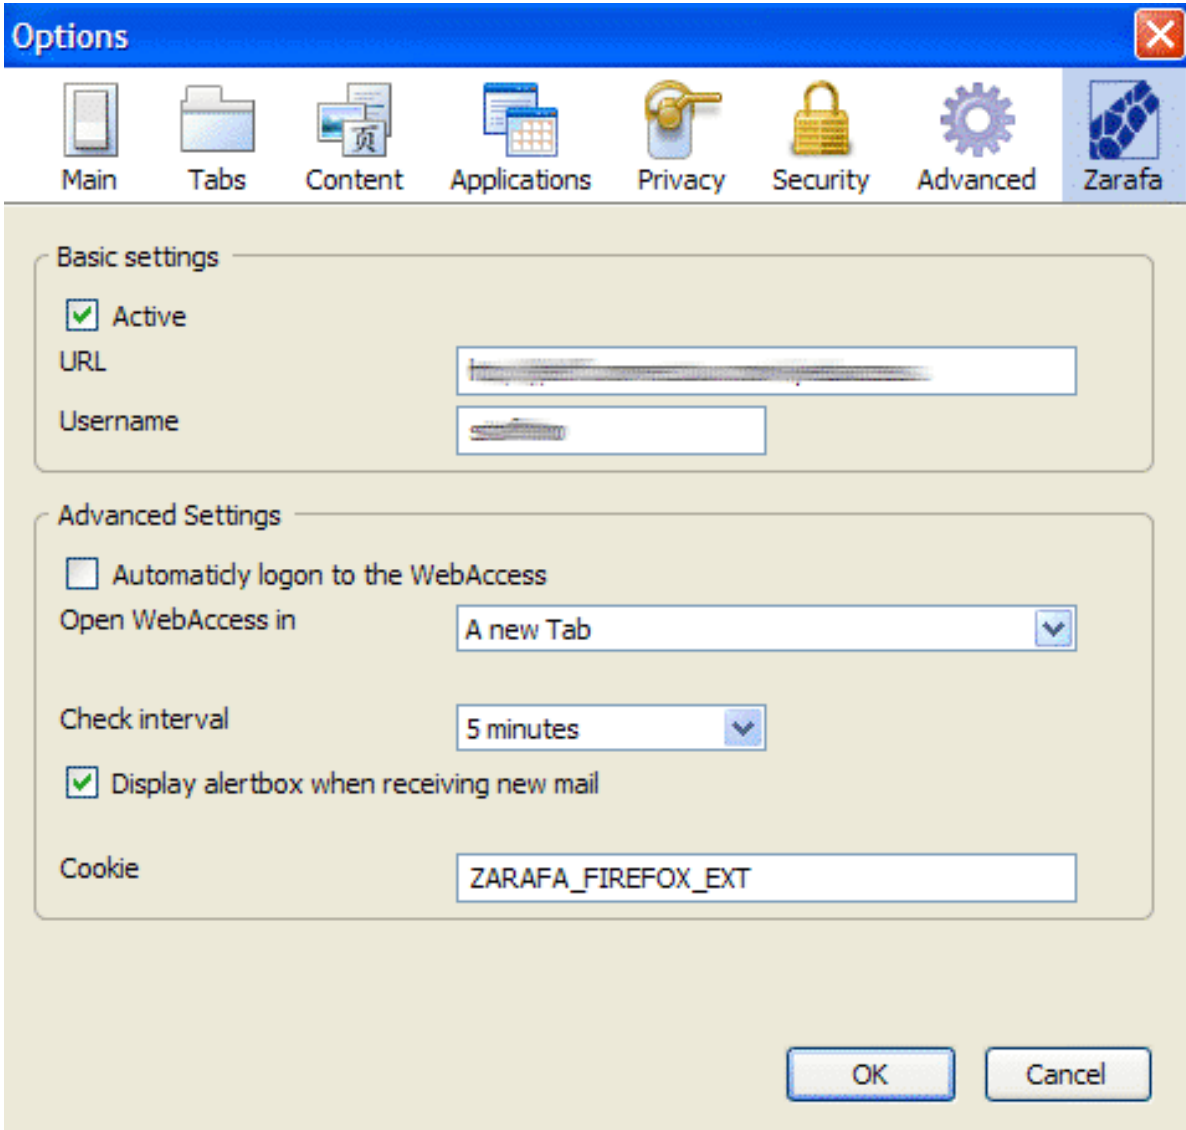 Options
Main Tabs Content Applications Privacy Security Advanced Zarafa
页
Basic settings
Active
URL
Username
Advanced Settings
Automaticly logon to the WebAccess
Open WebAccess in A new Tab
Check interval 5 minutes
Display alertbox when receiving new mail
Cookie ZARAFA_FIREFOX_EXT
OK Cancel